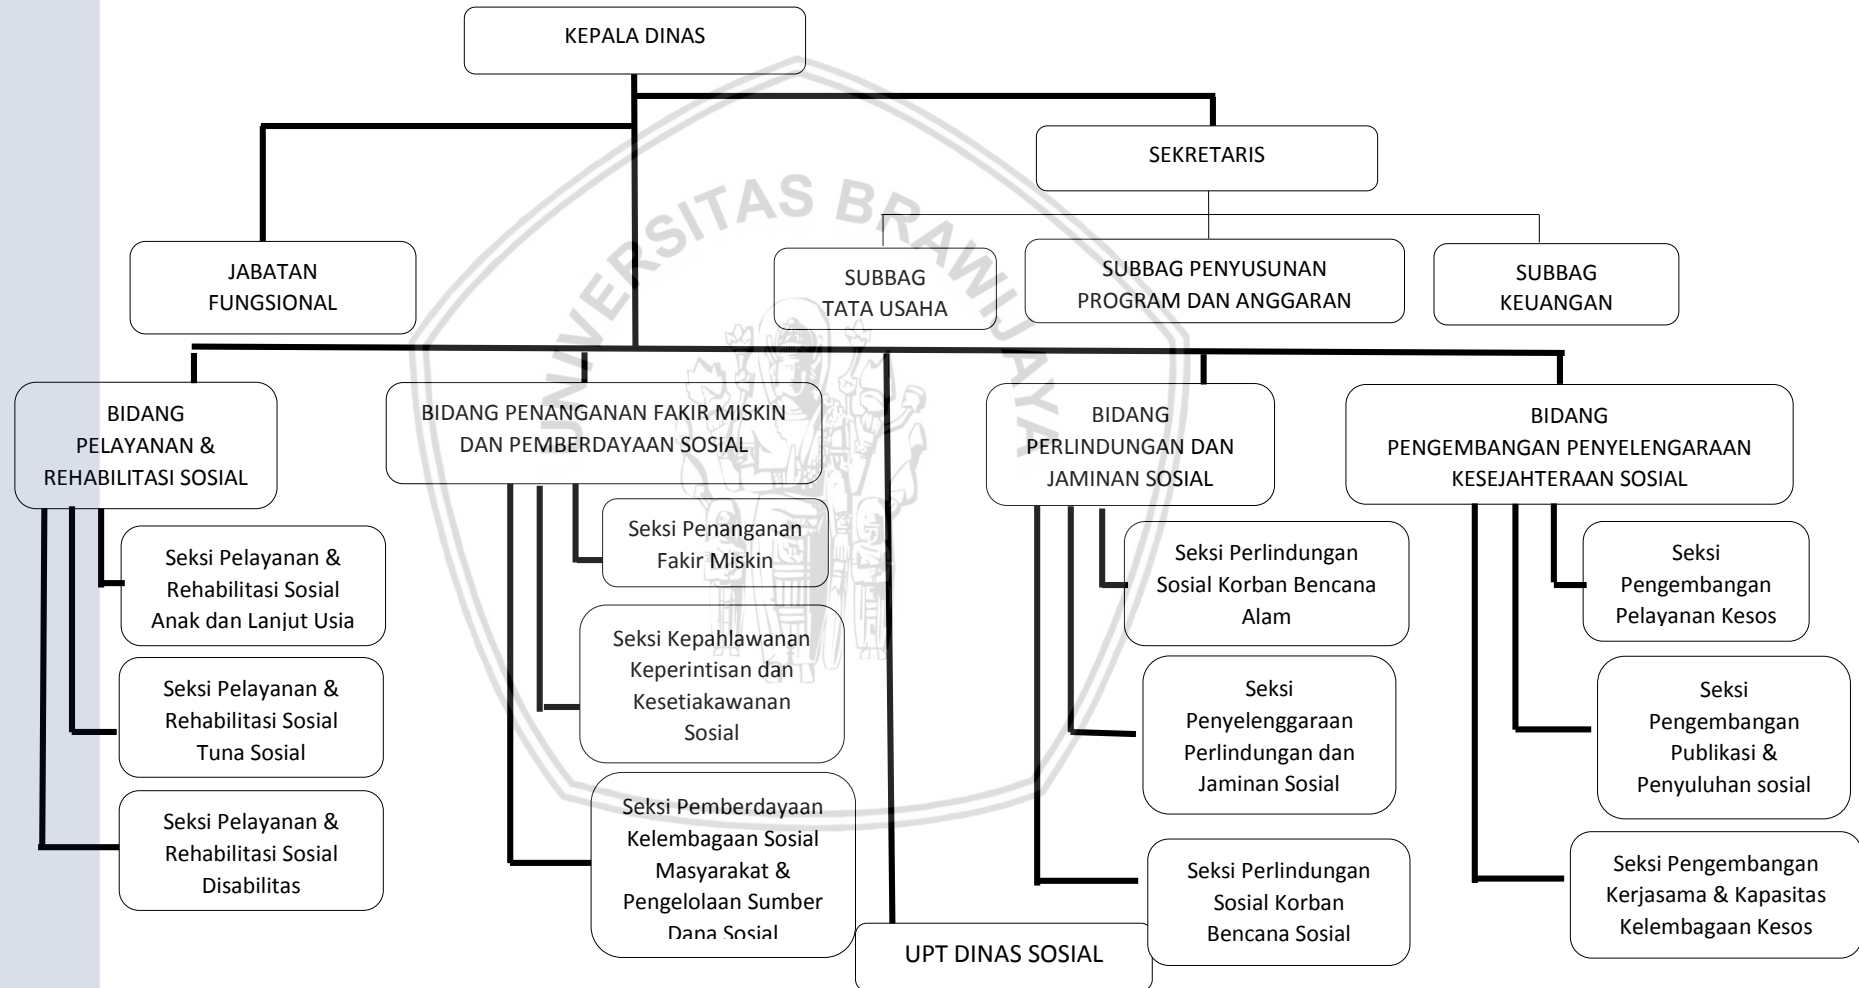 KEPALA DINAS
SEKRETARIS
UNIVERSITAS BRAWIJAYA
JABATAN
FUNGSIONAL
SUBBAG
TATA USAHA
SUBBAG PENYUSUNAN
PROGRAM DAN ANGGARAN
SUBBAG
KEUANGAN
BIDANG
PELAYANAN &
REHABILITASI SOSIAL
BIDANG PENANGANAN FAKIR MISKIN
DAN PEMBERDAYAAN SOSIAL
BIDANG
PERLINDUNGAN DAN
JAMINAN SOSIAL
BIDANG
PENGEMBANGAN PENYELENGARAAN
KESEJAHTERAAN SOSIAL
Seksi Pelayanan &
Rehabilitasi Sosial
Anak dan Lanjut Usia
Seksi Pelayanan &
Rehabilitasi Sosial
Tuna Sosial
Seksi Pelayanan &
Rehabilitasi Sosial
Disabilitas
Seksi Penanganan
Fakir Miskin
Seksi Kepahlawanan
Keperintisan dan
Kesetiakawanan
Sosial
Seksi Pemberdayaan
Kelembagaan Sosial
Masyarakat &
Pengelolaan Sumber
Dana Sosial
Seksi Perlindungan
Sosial Korban Bencana
Alam
Seksi
Penyelenggaraan
Perlindungan dan
Jaminan Sosial
Seksi Perlindungan
Sosial Korban
Bencana Sosial
Seksi
Pengembangan
Pelayanan Kesos
Seksi
Pengembangan
Publikasi &
Penyuluhan sosial
Seksi Pengembangan
Kerjasama & Kapasitas
Kelembagaan Kesos
UPT DINAS SOSIAL